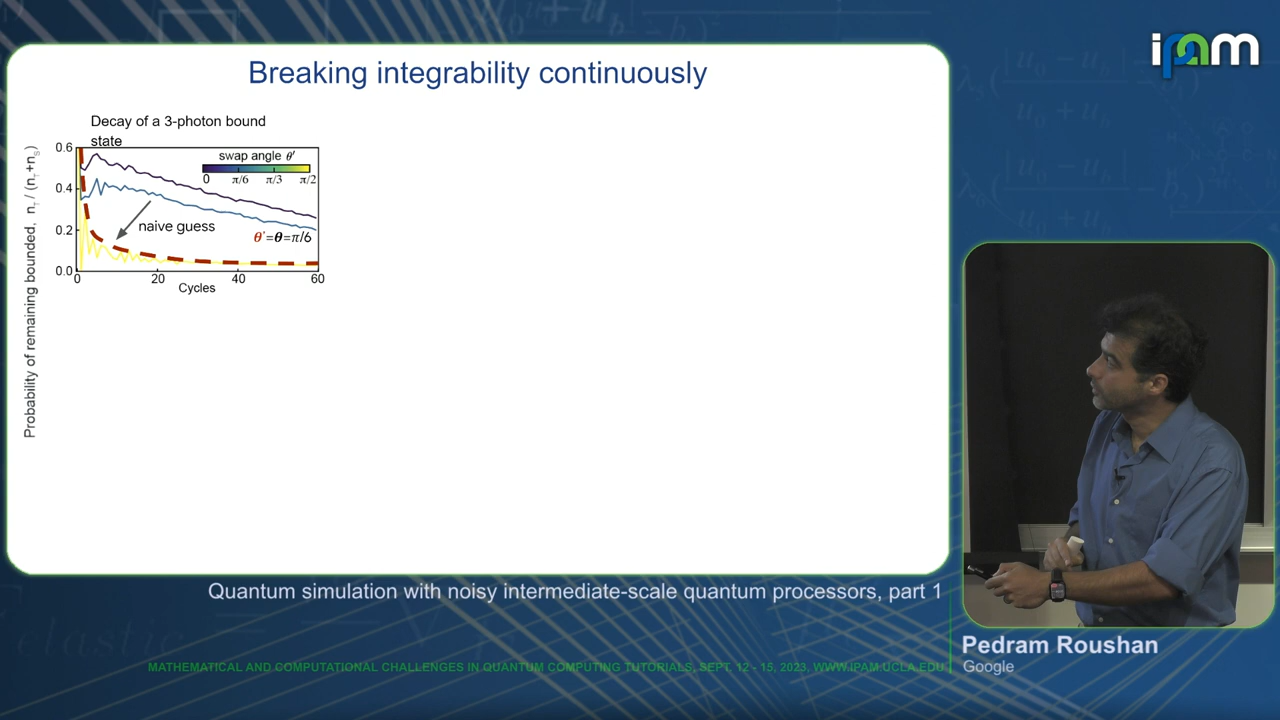 ipam
Breaking integrability continuously
Decay of a 3-photon bound
state
Probability of remaining bounded, n_T / (n_T+n_S)
0.6
0.4
0.2
0.0
swap angle θ′
0 π/6 π/3 π/2
naive guess
θ′=θ=π/6
0 20 40 60
Cycles
Quantum simulation with noisy intermediate-scale quantum processors, part 1
Pedram Roushan
Google
MATHEMATICAL AND COMPUTATIONAL CHALLENGES IN QUANTUM COMPUTING TUTORIALS, SEPT. 12 - 15, 2023, WWW.IPAM.UCLA.EDU
elastic